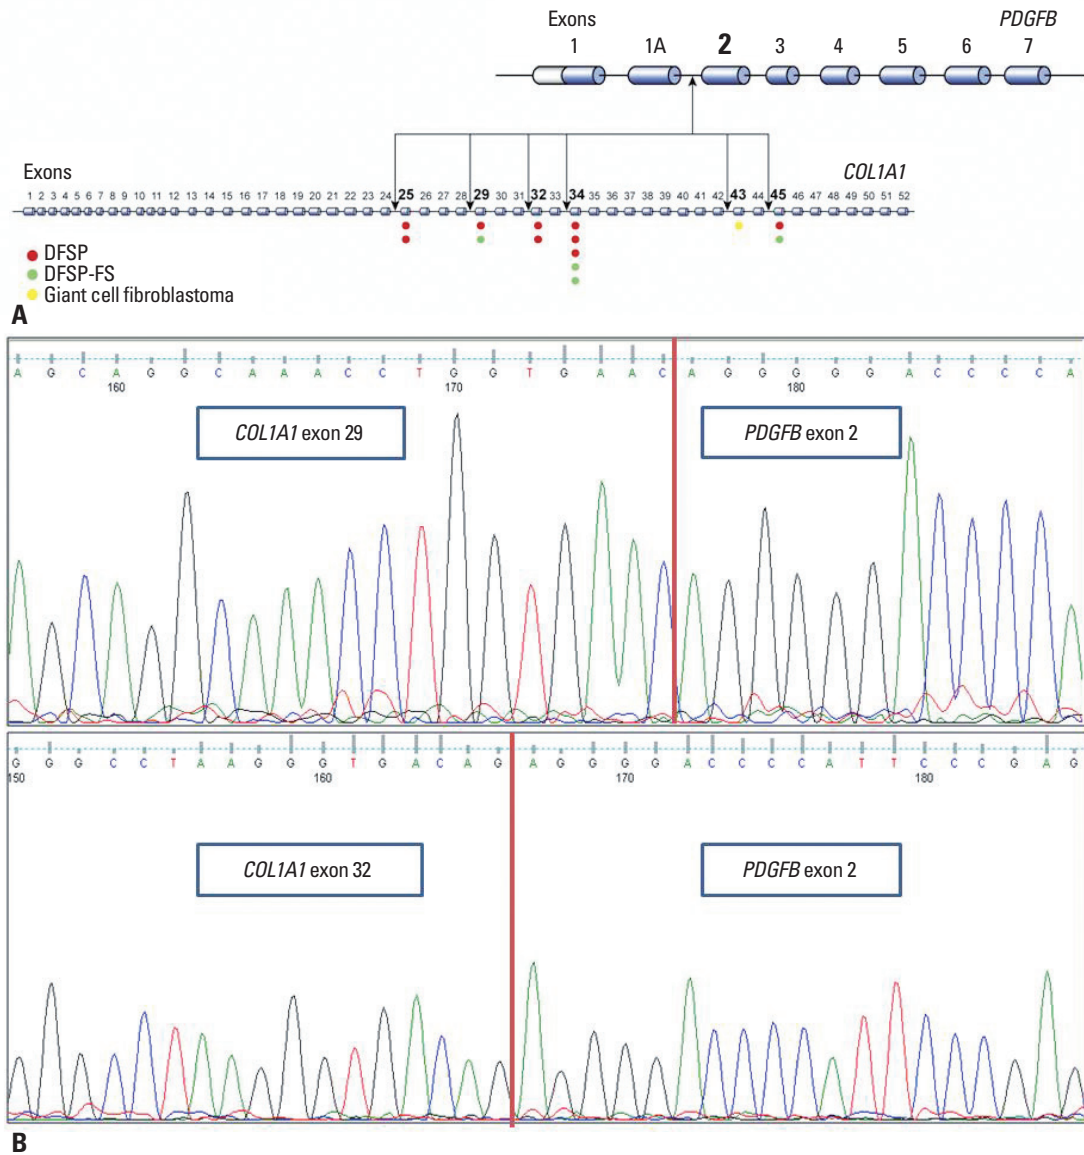 Exons PDGFB
1 1A 2 3 4 5 6 7
Exons COL1A1
1 2 3 4 5 6 7 8 9 10 11 12 13 14 15 16 17 18 19 20 21 22 23 24 25 26 27 28 29 30 31 32 33 34 35 36 37 38 39 40 41 42 43 44 45 46 47 48 49 50 51 52
DFSP
DFSP-FS
Giant cell fibroblastoma
A
A G C A G G C A A A C C T G G T G A A C A G G G G G A C C C C A
160 170 180
COL1A1 exon 29 PDGFB exon 2
G G G C C T A A G G G T G A C A G A G G G G A C C C C A T T C C C G A G
150 160 170 180
COL1A1 exon 32 PDGFB exon 2
B